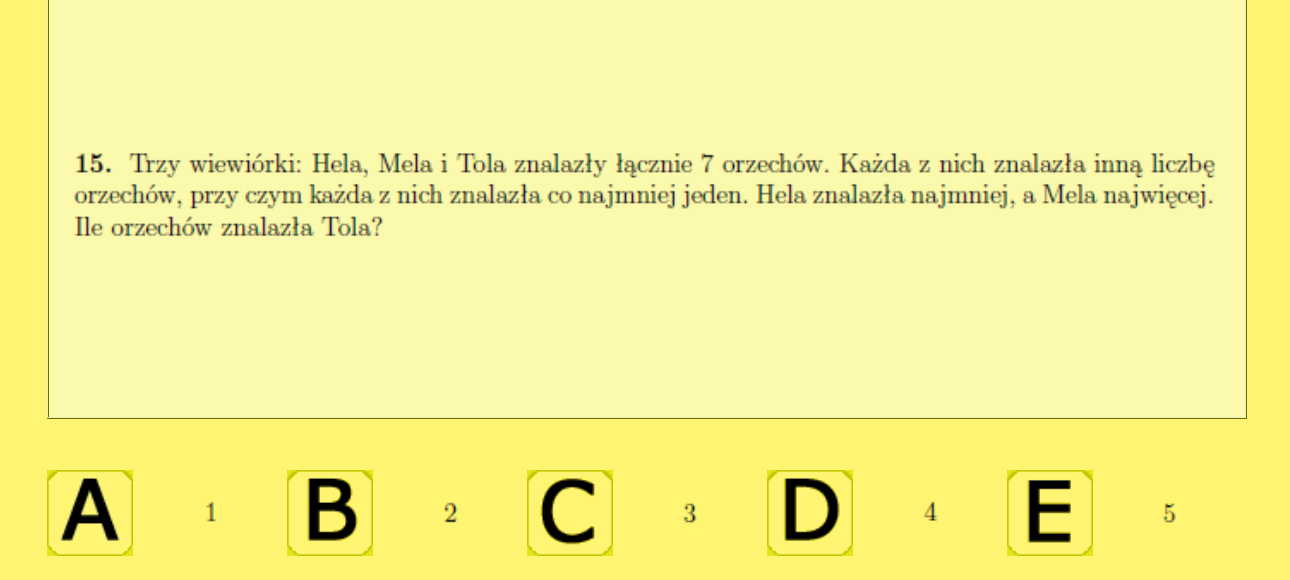 15. Trzy wiewiórki: Hela, Mela i Tola znalazły łącznie 7 orzechów. Każda z nich znalazła inną liczbę
orzechów, przy czym każda z nich znalazła co najmniej jeden. Hela znalazła najmniej, a Mela najwięcej.
Ile orzechów znalazła Tola?
A 1 B 2 C 3 D 4 E 5